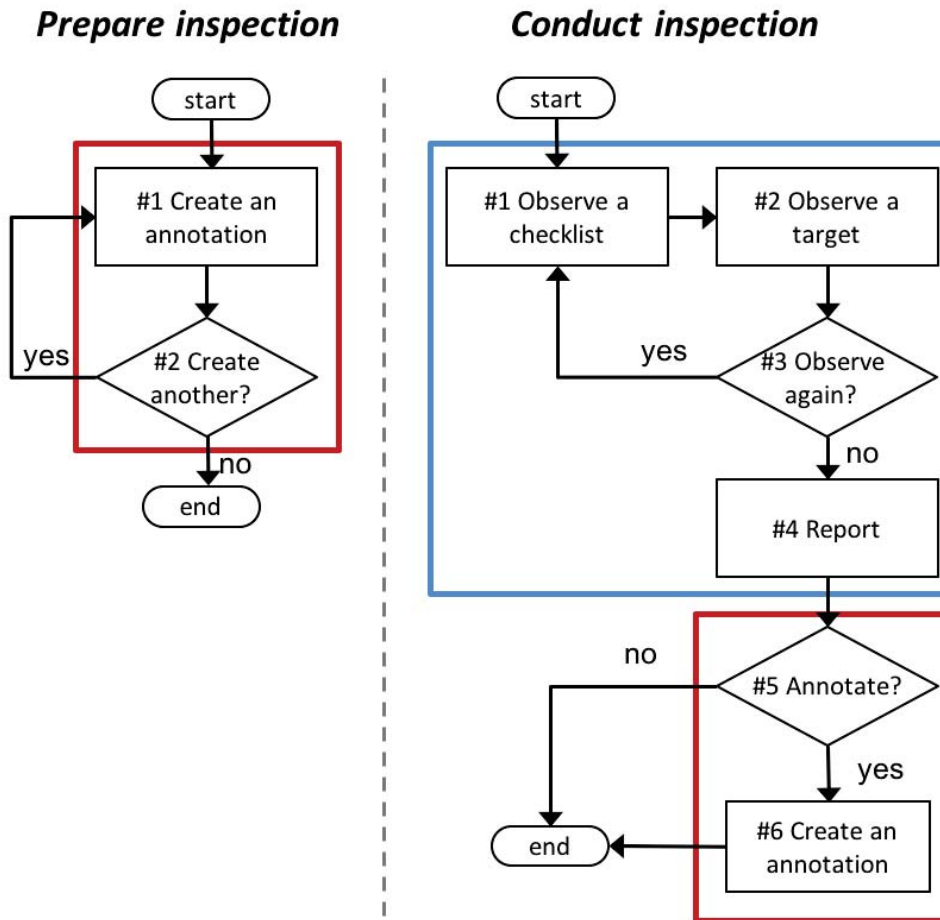 Prepare inspection
start
#1 Create an
annotation
yes
#2 Create
another?
no
end
Conduct inspection
start
#1 Observe a
checklist
#2 Observe a
target
yes
#3 Observe
again?
no
#4 Report
no
#5 Annotate?
yes
#6 Create an
annotation
end